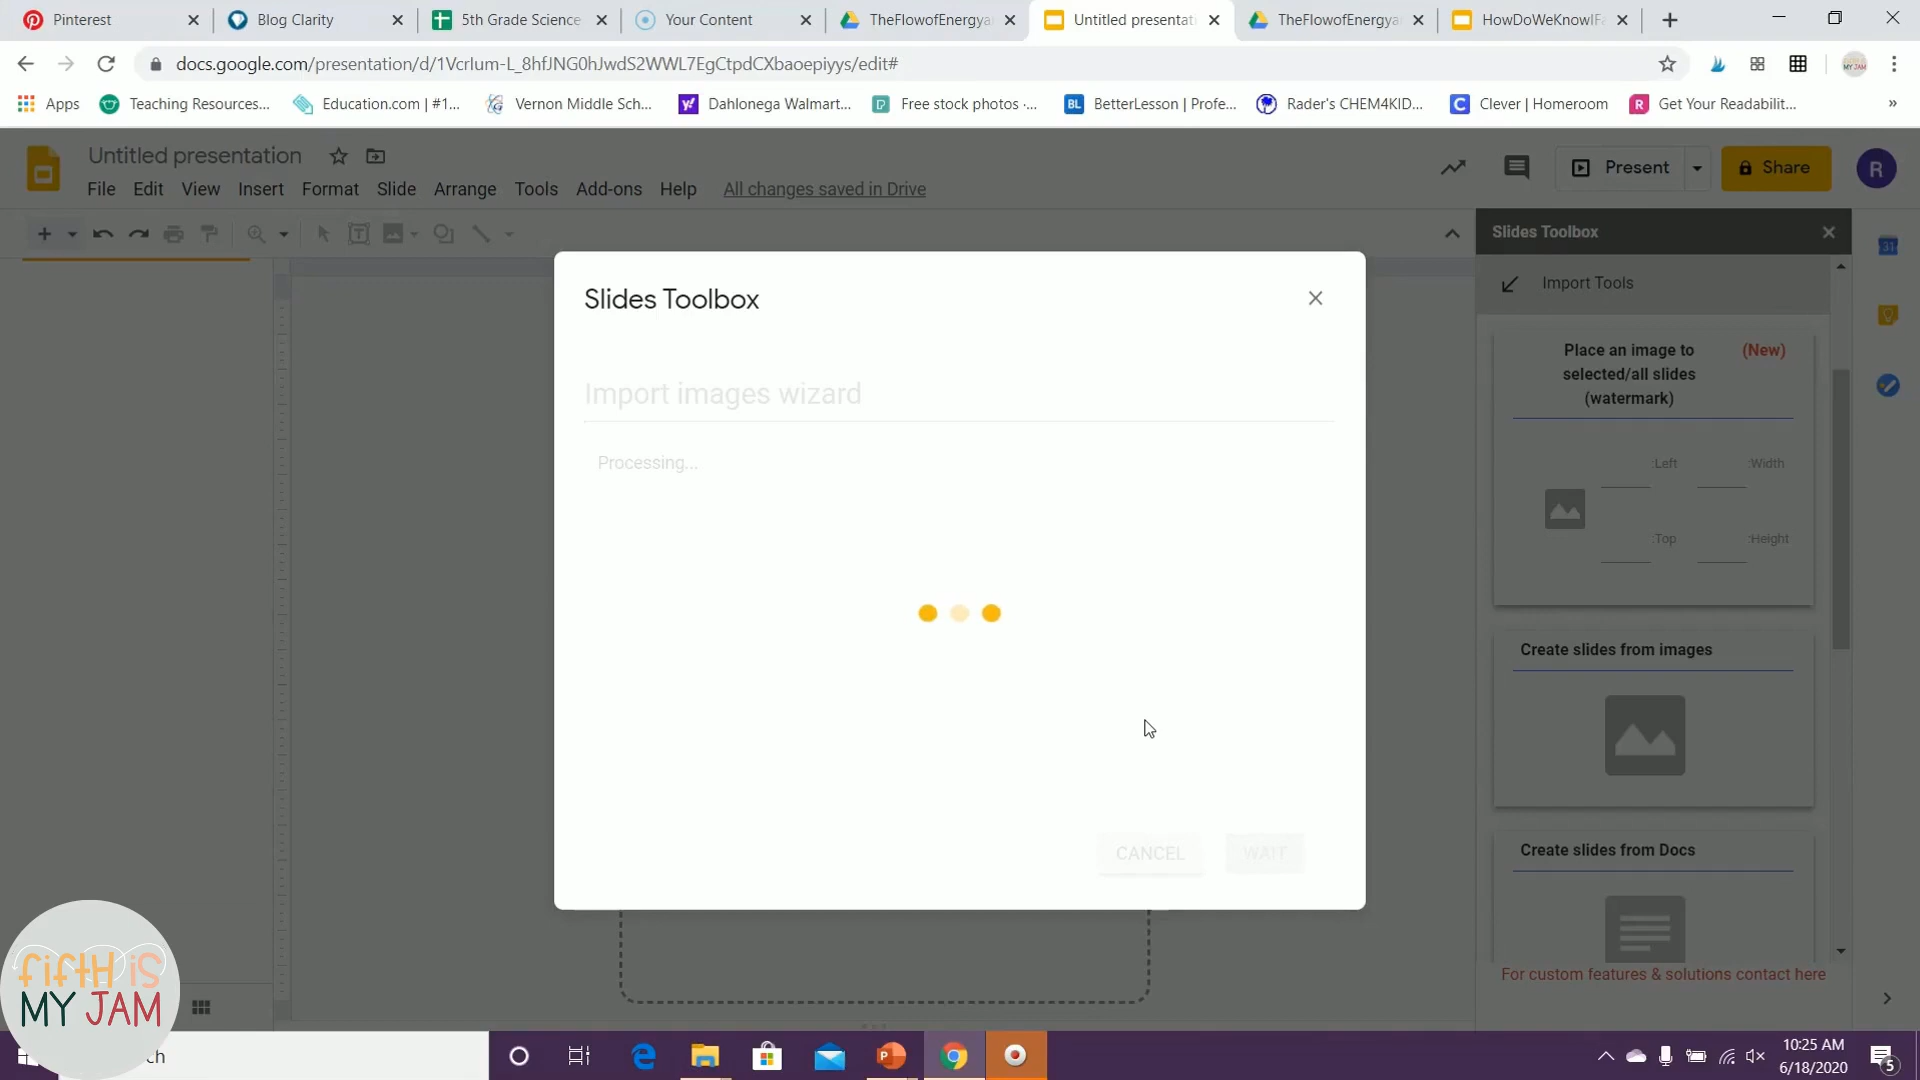 Pinterest
Blog Clarity
5th Grade Science
Your Content
TheFlowofEnergya
Untitled presentat
TheFlowofEnergya
HowDoWeKnowIF
docs.google.com/presentation/d/1VcrIum-L_8hfJNG0hJwdS2WWL7EgCtpdCXbaoepiyys/edit#
Apps
Teaching Resources...
Education.com | #1...
Vernon Middle Sch...
Dahlonega Walmart...
Free stock photos ·...
BetterLesson | Profe...
Rader's CHEM4KID...
Clever | Homeroom
Get Your Readabilit...
»
Untitled presentation
Present
Share
R
File Edit View Insert Format Slide Arrange Tools Add-ons Help All changes saved in Drive
Slides Toolbox
Import Tools
Place an image to
selected/all slides
(watermark)
(New)
:Left
:Width
:Top
:Height
Create slides from images
Create slides from Docs
For custom features & solutions contact here
Slides Toolbox
Import images wizard
Processing...
CANCEL
WAIT
fifth is
MY JAM
ch
10:25 AM
6/18/2020
5